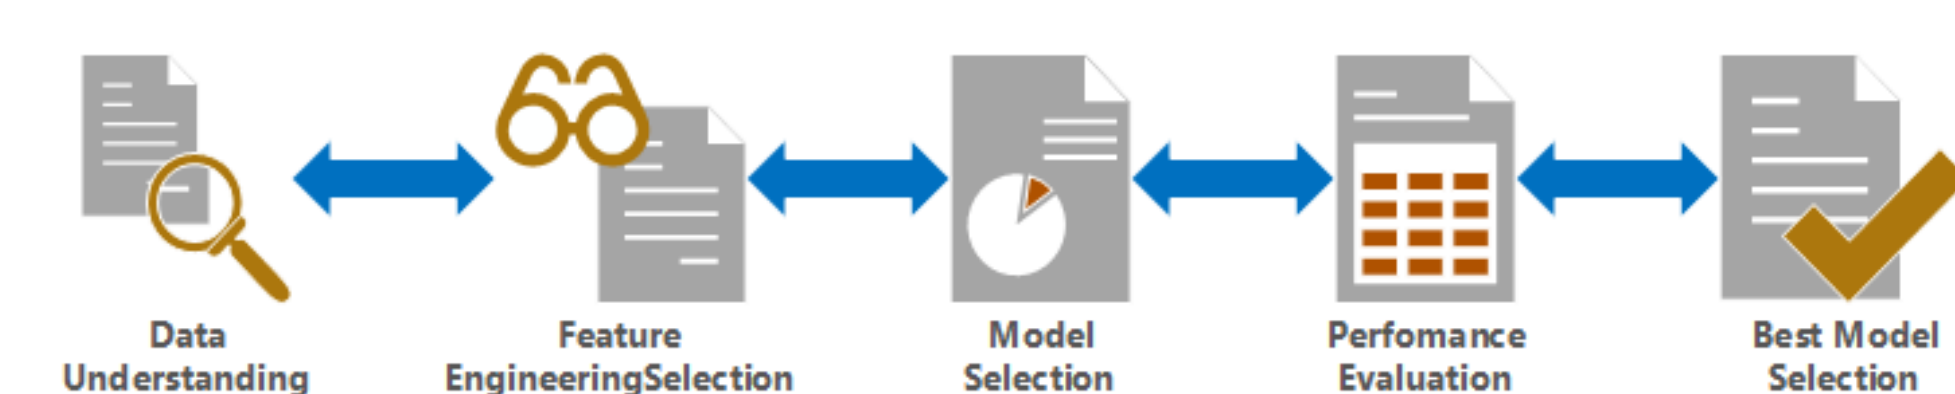 Data
Understanding
Feature
EngineeringSelection
Model
Selection
Perfomance
Evaluation
Best Model
Selection